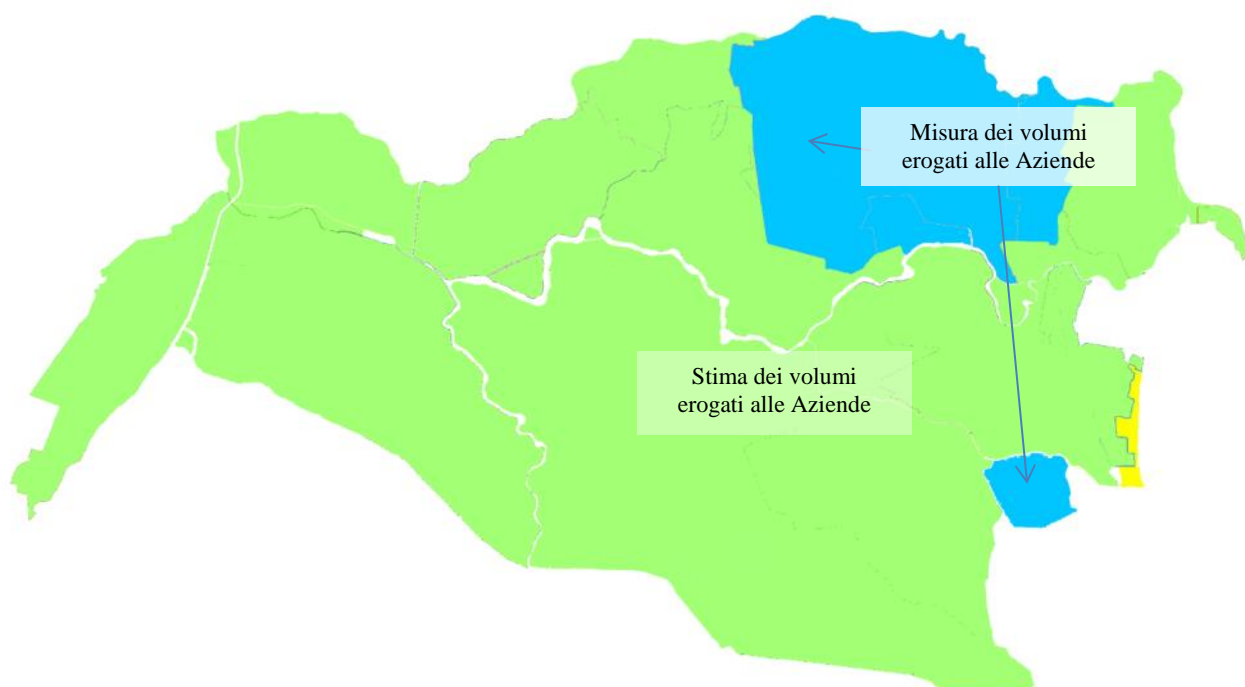 Misura dei volumi
erogati alle Aziende
Stima dei volumi
erogati alle Aziende